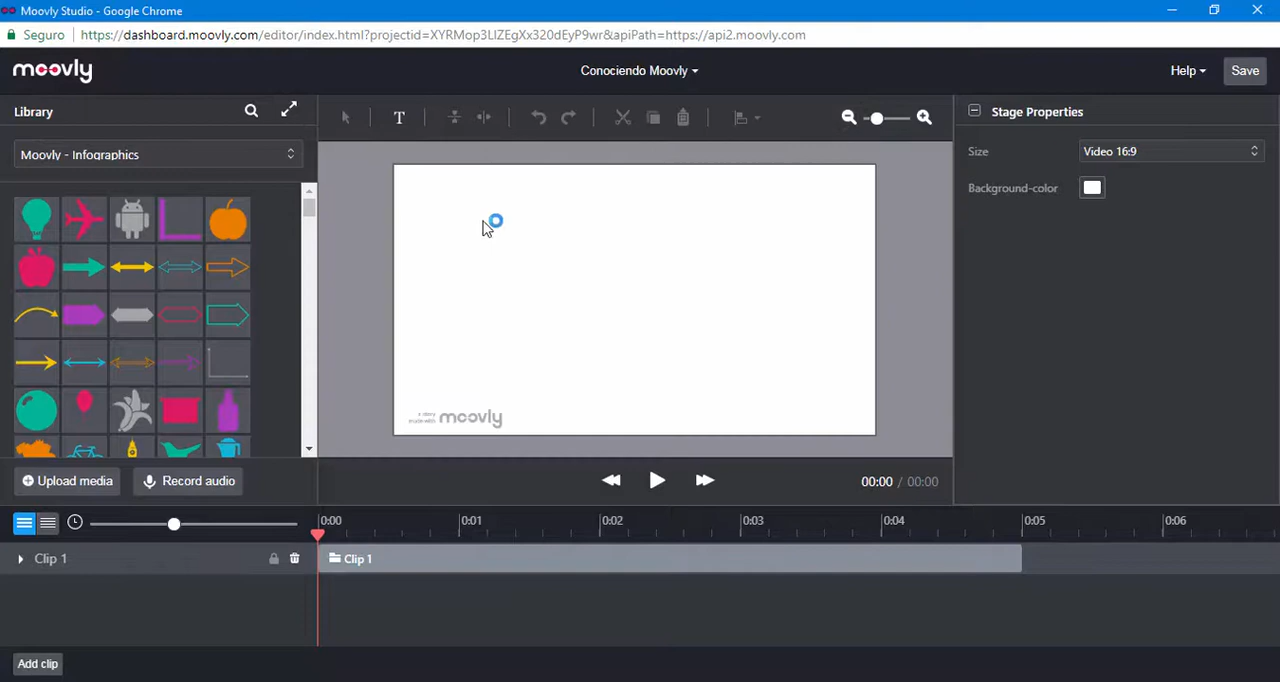 Moovly Studio - Google Chrome
Seguro
https://dashboard.moovly.com/editor/index.html?projectid=XYRMop3LlZEgXx320dEyP9wr&apiPath=https://api2.moovly.com
moovly
Conociendo Moovly
Help
Save
Library
T
Stage Properties
Moovly - Infographics
Size
Video 16:9
Background-color
made with moovly
Upload media
Record audio
00:00 / 00:00
0:00
0:01
0:02
0:03
0:04
0:05
0:06
Clip 1
Clip 1
Add clip